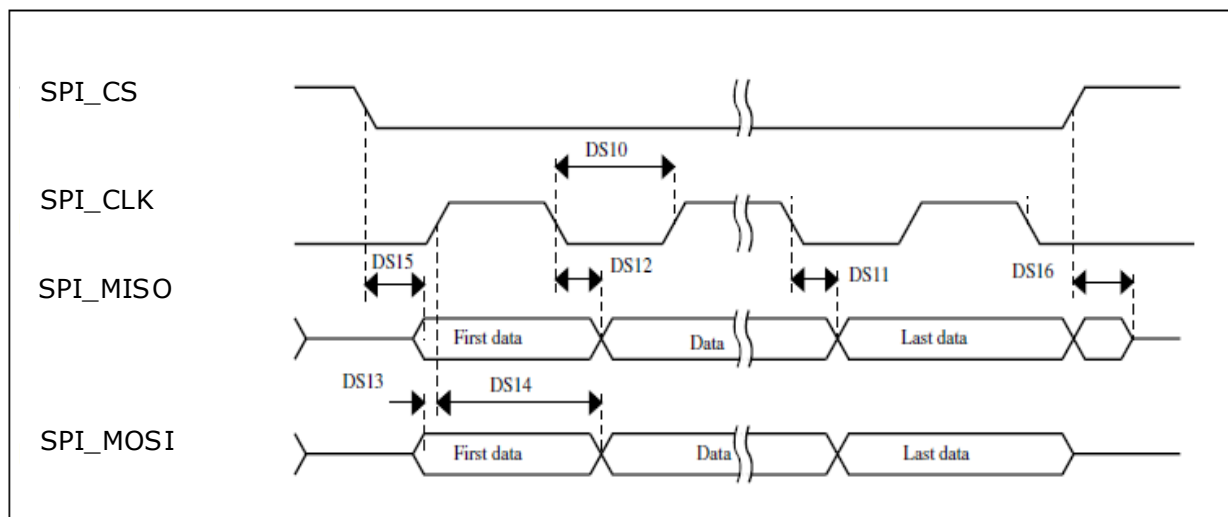 SPI_CS
DS10
SPI_CLK
DS15
DS12
DS11
DS16
SPI_MISO
First data
Data
Last data
DS13
DS14
SPI_MOSI
First data
Data
Last data